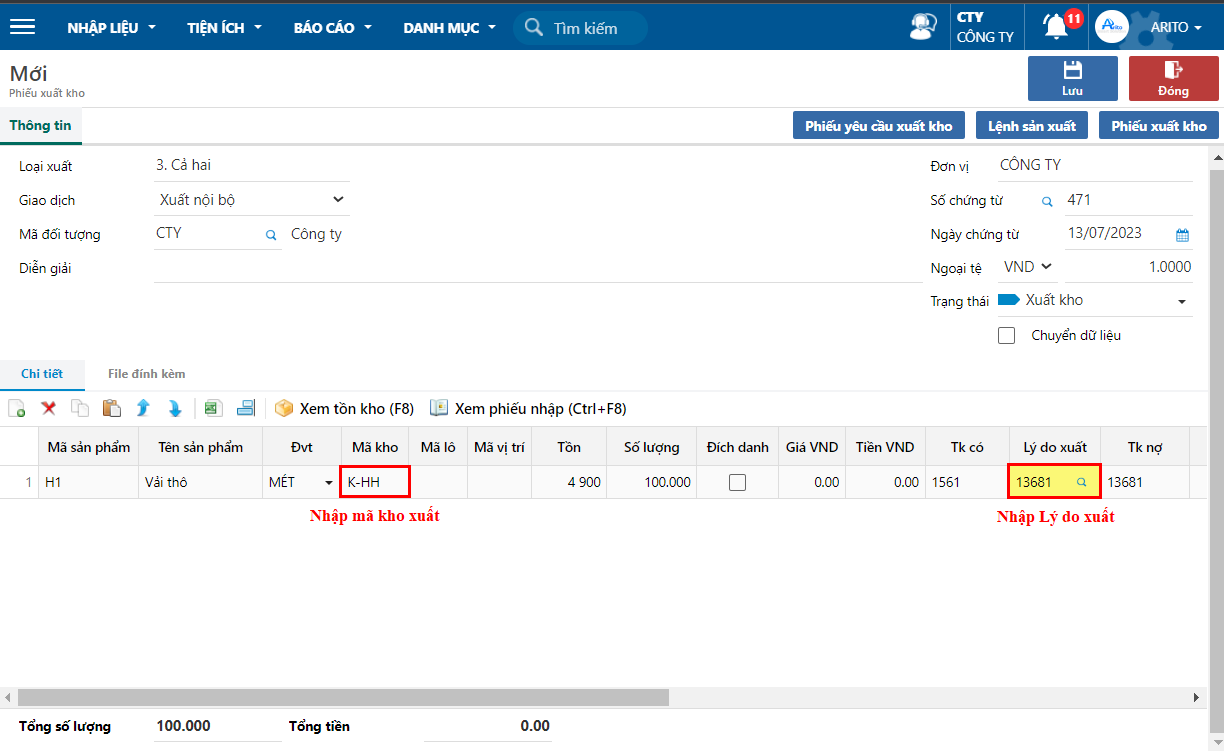 NHẬP LIỆU TIỆN ÍCH BÁO CÁO DANH MỤC Tìm kiếm CTY CÔNG TY 11 Arito ARITO
Mới
Phiếu xuất kho
Lưu Đóng
Thông tin Phiếu yêu cầu xuất kho Lệnh sản xuất Phiếu xuất kho
Loại xuất 3. Cả hai Đơn vị CÔNG TY
Giao dịch Xuất nội bộ Số chứng từ 471
Mã đối tượng CTY Công ty Ngày chứng từ 13/07/2023
Diễn giải Ngoại tệ VND 1.0000
Trạng thái Xuất kho
Chuyển dữ liệu
Chi tiết File đính kèm
Xem tồn kho (F8) Xem phiếu nhập (Ctrl+F8)
Mã sản phẩm Tên sản phẩm Đvt Mã kho Mã lô Mã vị trí Tồn Số lượng Đích danh Giá VND Tiền VND Tk có Lý do xuất Tk nợ
1 H1 Vải thô MÉT K-HH 4 900 100.000 0.00 0.00 1561 13681 13681
Nhập mã kho xuất Nhập Lý do xuất
Tổng số lượng 100.000 Tổng tiền 0.00